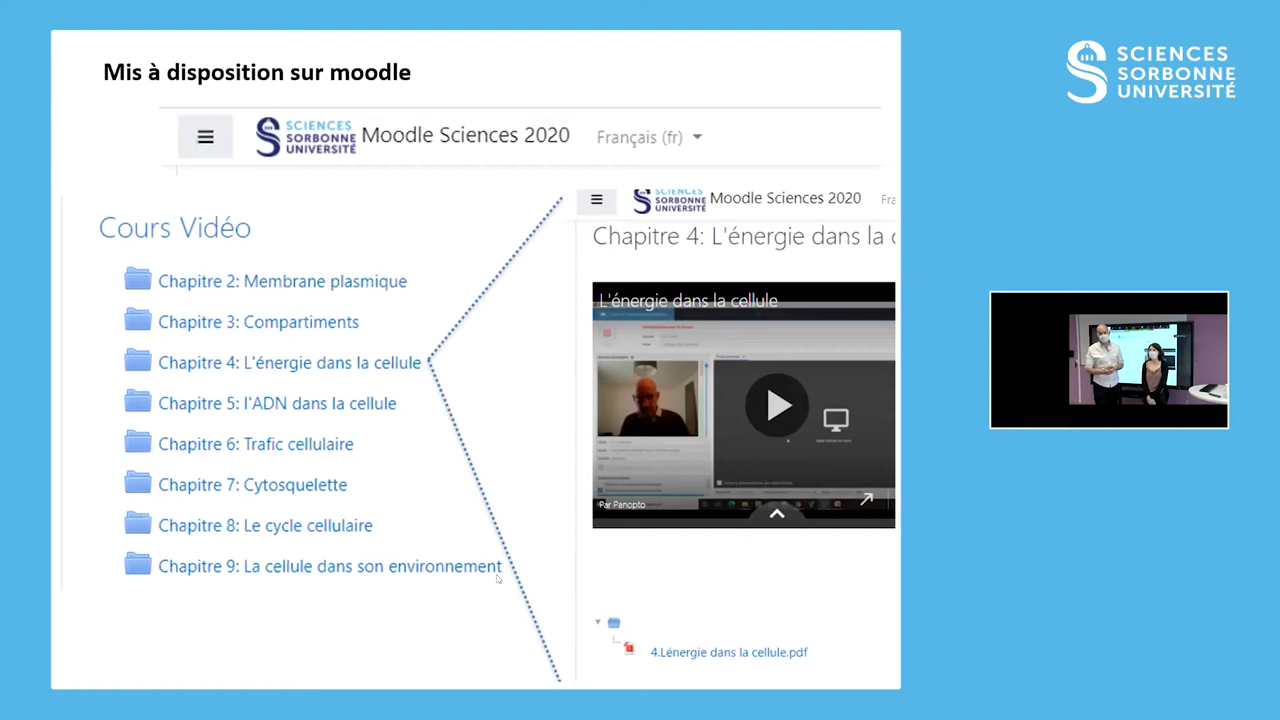 Mis à disposition sur moodle
SCIENCES
SORBONNE
UNIVERSITÉ
SCIENCES
SORBONNE
UNIVERSITÉ
Moodle Sciences 2020
Français (fr)
Cours Vidéo
Chapitre 2: Membrane plasmique
Chapitre 3: Compartiments
Chapitre 4: L'énergie dans la cellule
Chapitre 5: l'ADN dans la cellule
Chapitre 6: Trafic cellulaire
Chapitre 7: Cytosquelette
Chapitre 8: Le cycle cellulaire
Chapitre 9: La cellule dans son environnement
SCIENCES
SORBONNE
UNIVERSITÉ
Moodle Sciences 2020
Fra
Chapitre 4: L'énergie dans la c
L'énergie dans la cellule
Par Panopto
4.Lénergie dans la cellule.pdf